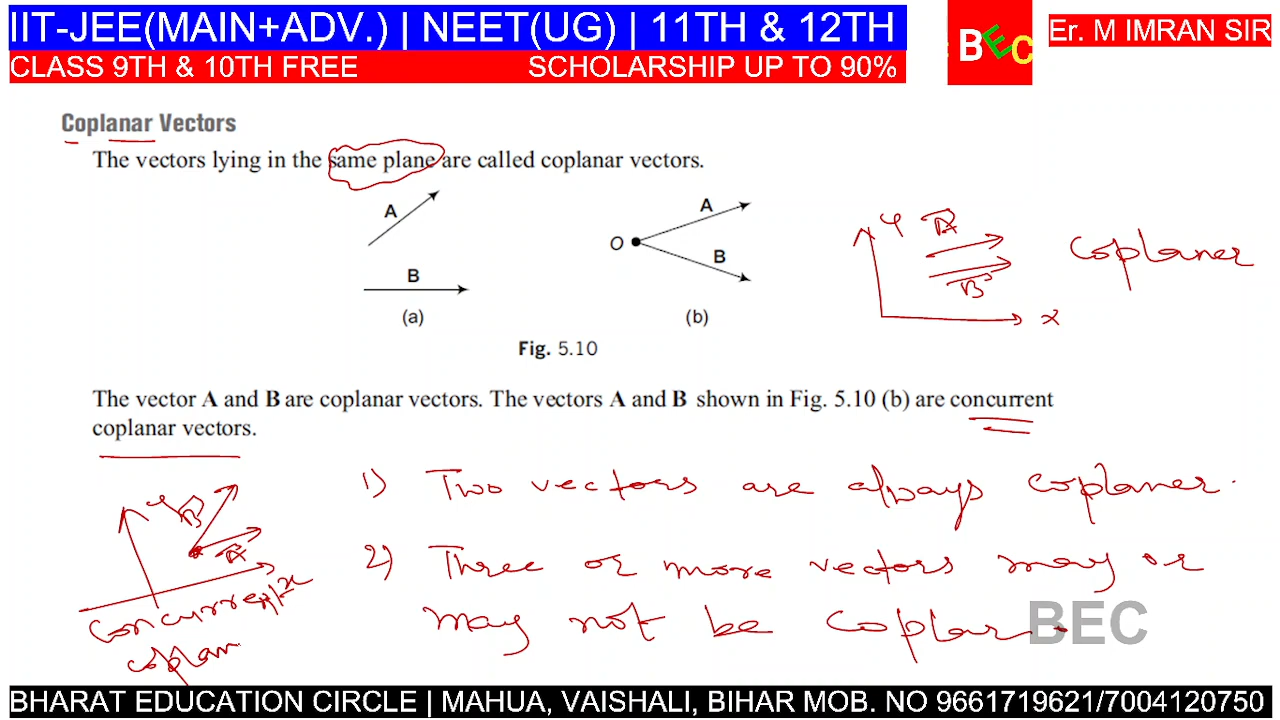 IIT-JEE(MAIN+ADV.) | NEET(UG) | 11TH & 12TH
CLASS 9TH & 10TH FREE SCHOLARSHIP UP TO 90%
BEC
Er. M IMRAN SIR
Coplanar Vectors
The vectors lying in the same plane are called coplanar vectors.
A
B
(a)
O
A
B
(b)
Fig. 5.10
Y
A
B
x
Coplaner
The vector A and B are coplanar vectors. The vectors A and B shown in Fig. 5.10 (b) are concurrent
coplanar vectors.
1) Two vectors are always coplaner.
2) Three or more vectors may or
may not be Coplar.
Y
B
A
x
Concurrent
coplan
BEC
BHARAT EDUCATION CIRCLE | MAHUA, VAISHALI, BIHAR MOB. NO 9661719621/7004120750